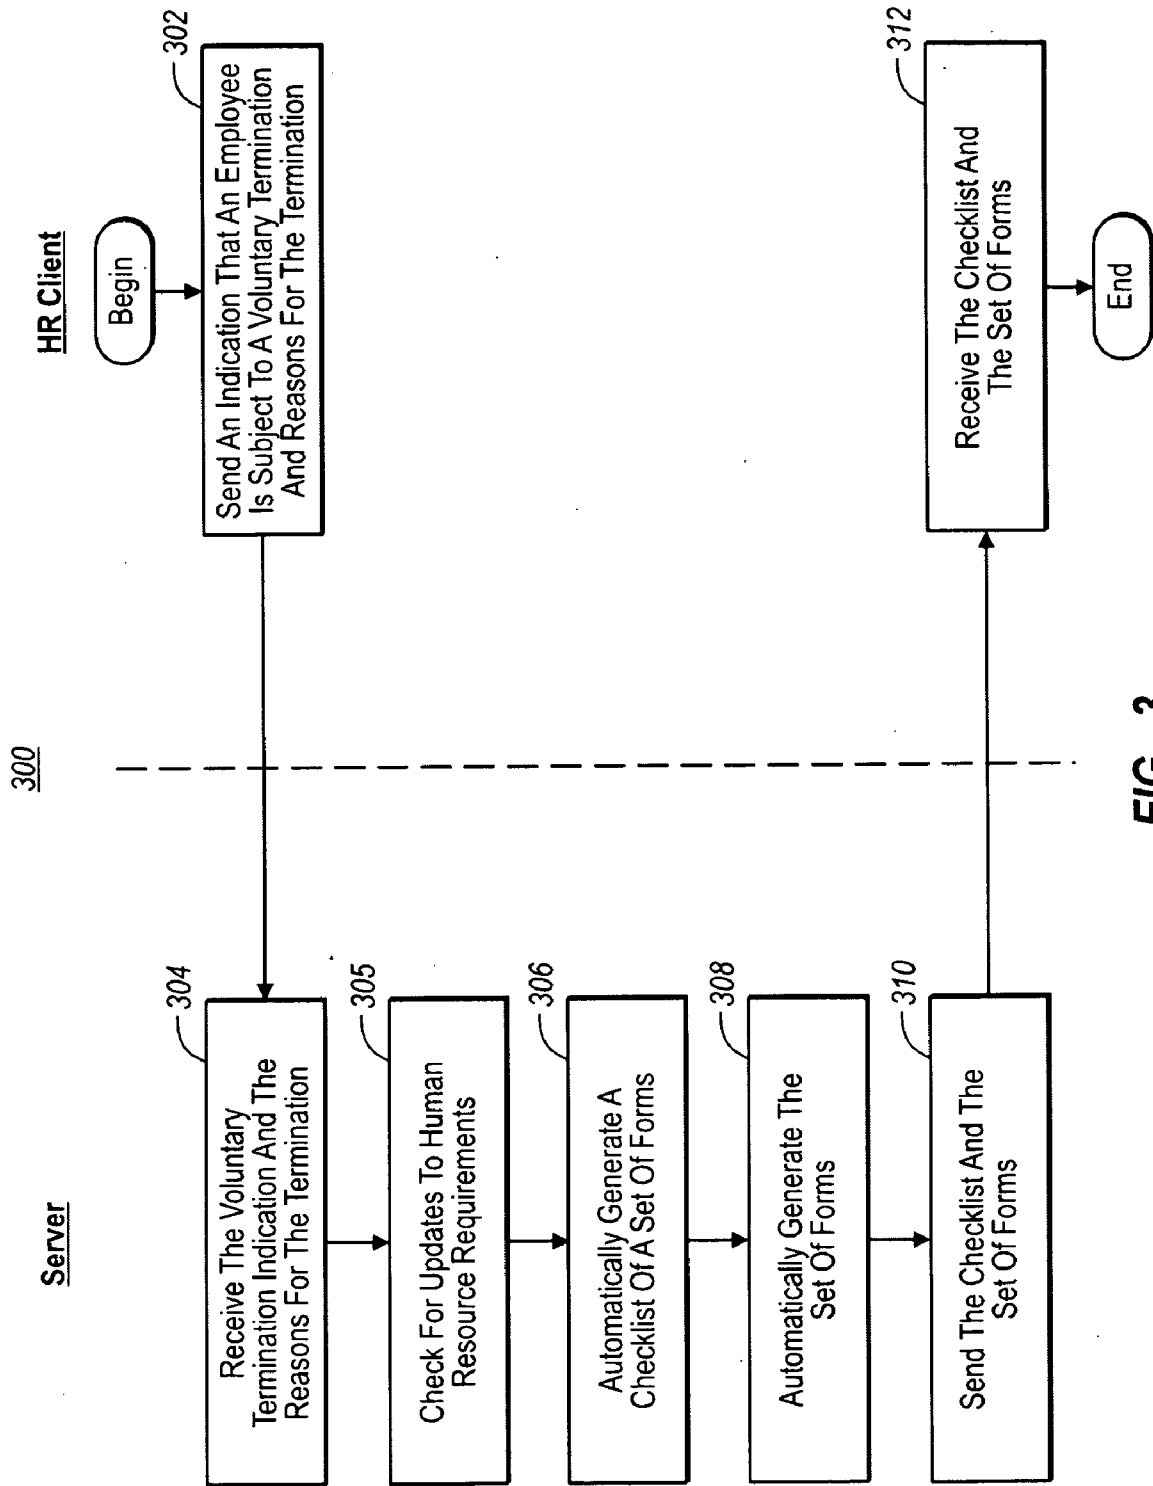 300
Server
HR Client
Begin
302
Send An Indication That An Employee
Is Subject To A Voluntary Termination
And Reasons For The Termination
304
Receive The Voluntary
Termination Indication And The
Reasons For The Termination
305
Check For Updates To Human
Resource Requirements
306
Automatically Generate A
Checklist Of A Set Of Forms
308
Automatically Generate The
Set Of Forms
310
Send The Checklist And The
Set Of Forms
312
Receive The Checklist And
The Set Of Forms
End
FIG